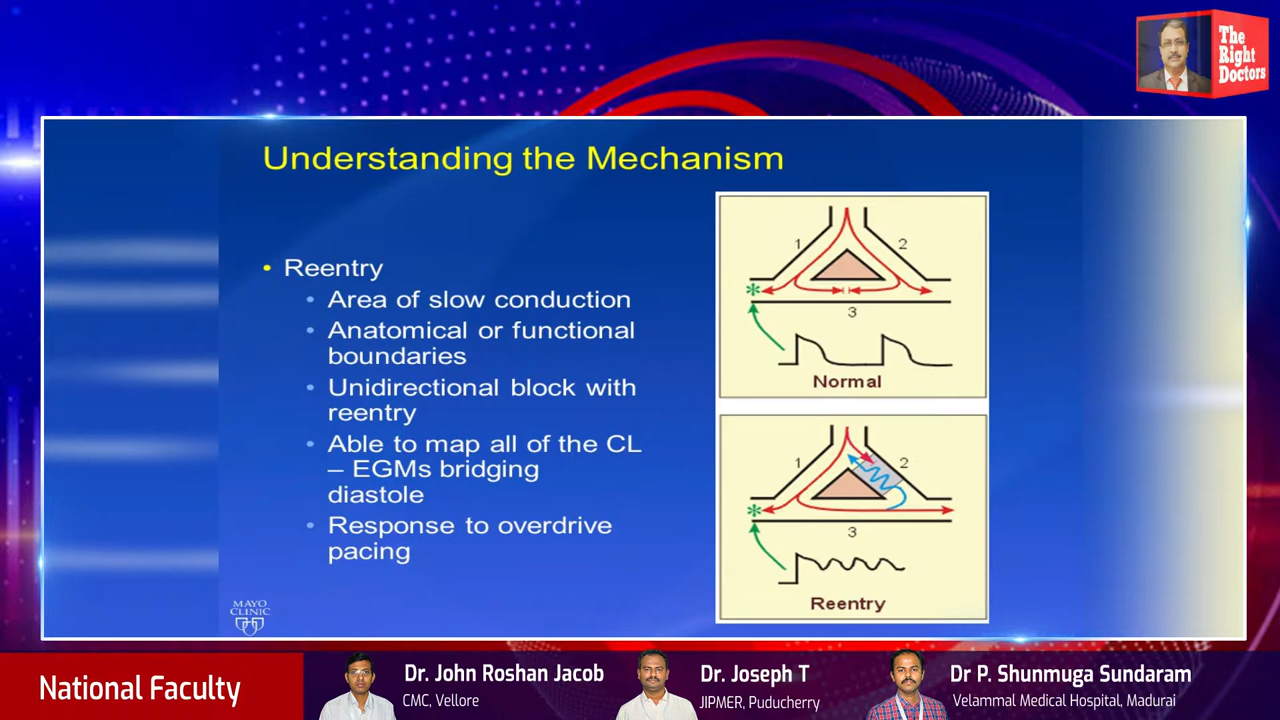 The
Right
Doctors
Understanding the Mechanism
• Reentry
• Area of slow conduction
• Anatomical or functional
boundaries
• Unidirectional block with
reentry
• Able to map all of the CL
– EGMs bridging
diastole
• Response to overdrive
pacing
MAYO
CLINIC
1
2
*
3
Normal
1
2
*
3
Reentry
National Faculty
Dr. John Roshan Jacob
CMC, Vellore
Dr. Joseph T
JIPMER, Puducherry
Dr P. Shunmuga Sundaram
Velammal Medical Hospital, Madurai